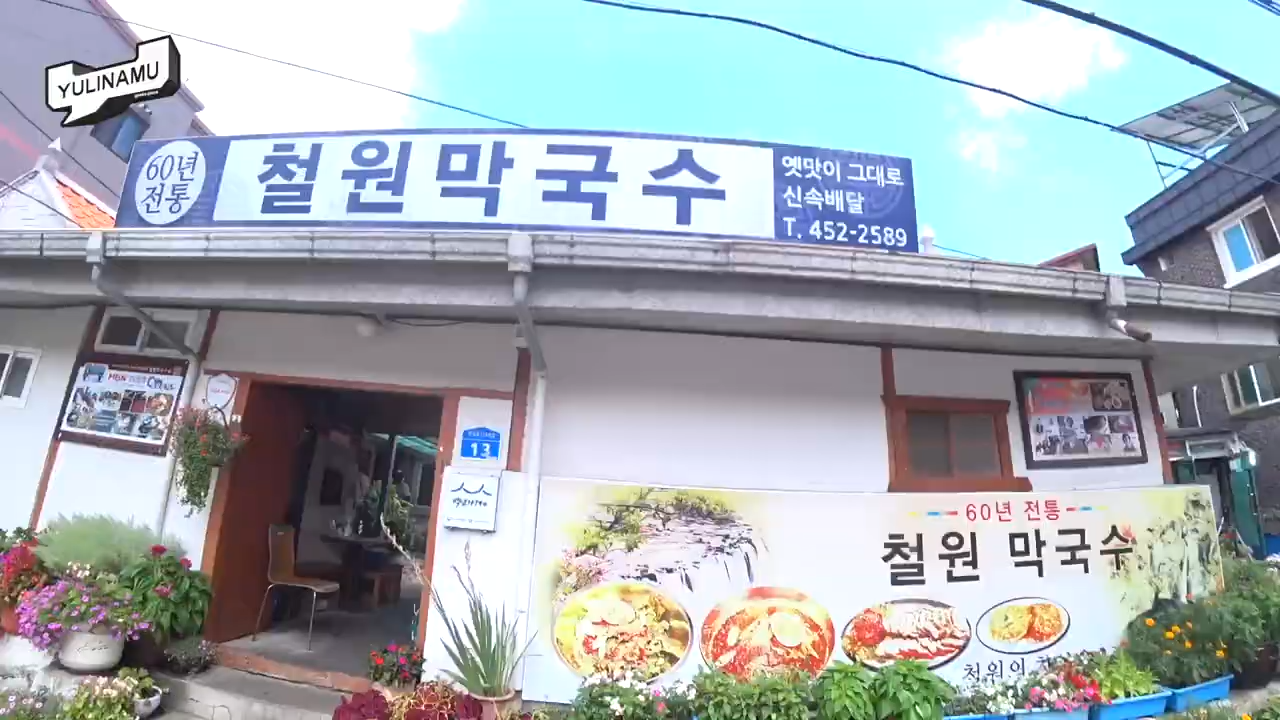 YULINAMU
60년
전통
철원막국수
옛맛이 그대로
신속배달
T. 452-2589
13
60년 전통
철원 막국수